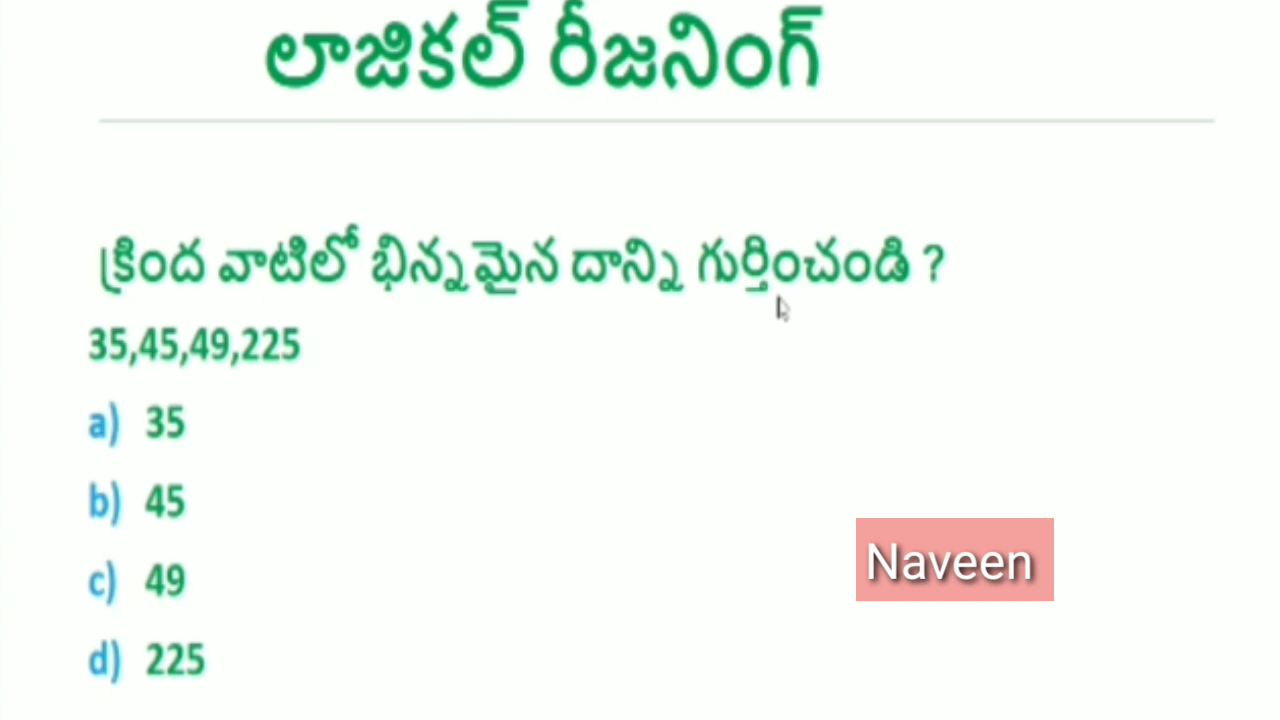 లాజికల్ రీజనింగ్
క్రింద వాటిలో భిన్నమైన దాన్ని గుర్తించండి ?
35,45,49,225
a) 35
b) 45
c) 49
Naveen
d) 225